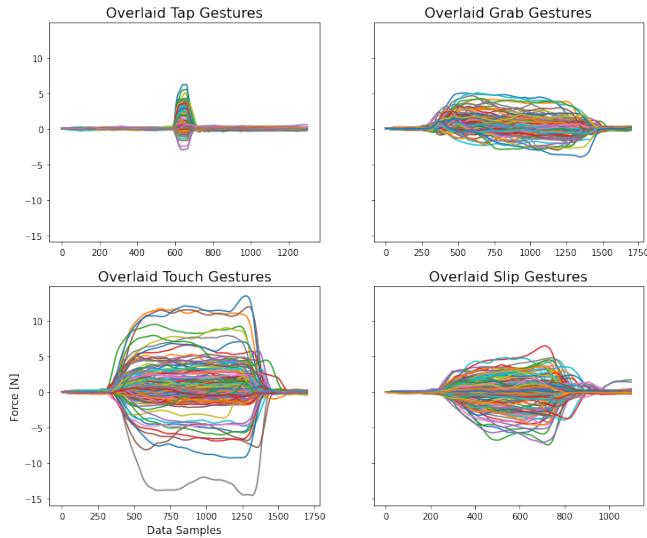 Overlaid Tap Gestures
15
10
5
0
−5
−10
−15
0 200 400 600 800 1000 1200
Overlaid Grab Gestures
0 250 500 750 1000 1250 1500 1750
Overlaid Touch Gestures
Force [N]
10
5
0
−5
−10
−15
0 250 500 750 1000 1250 1500 1750
Data Samples
Overlaid Slip Gestures
0 200 400 600 800 1000